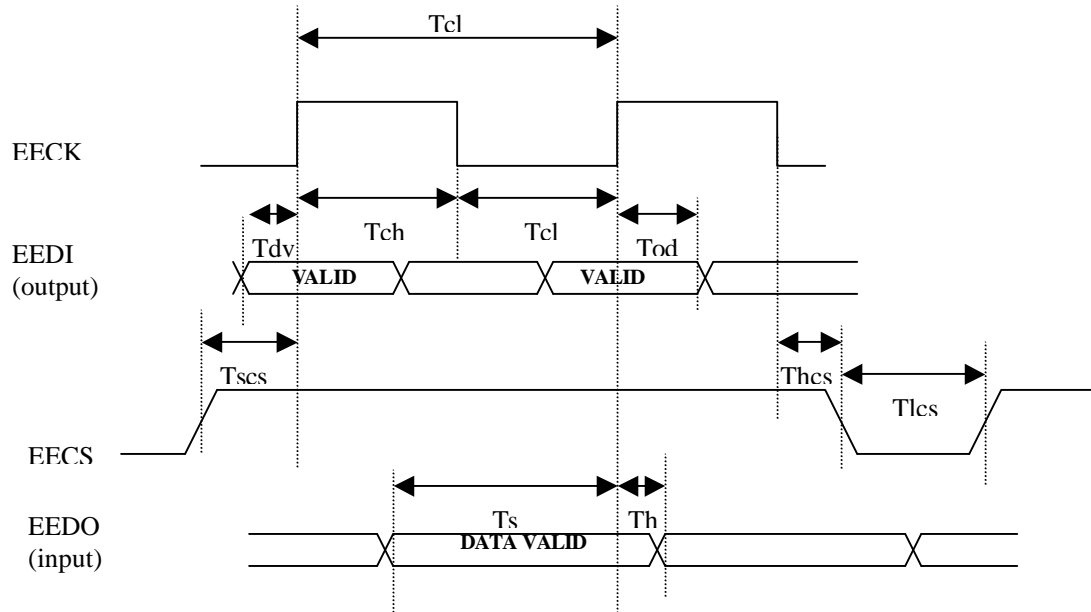 Tcl
EECK
Tch
Tcl
Tdv
Tod
EEDI
(output)
VALID
VALID
Tscs
Thcs
Tlcs
EECS
Ts
Th
EEDO
(input)
DATA VALID